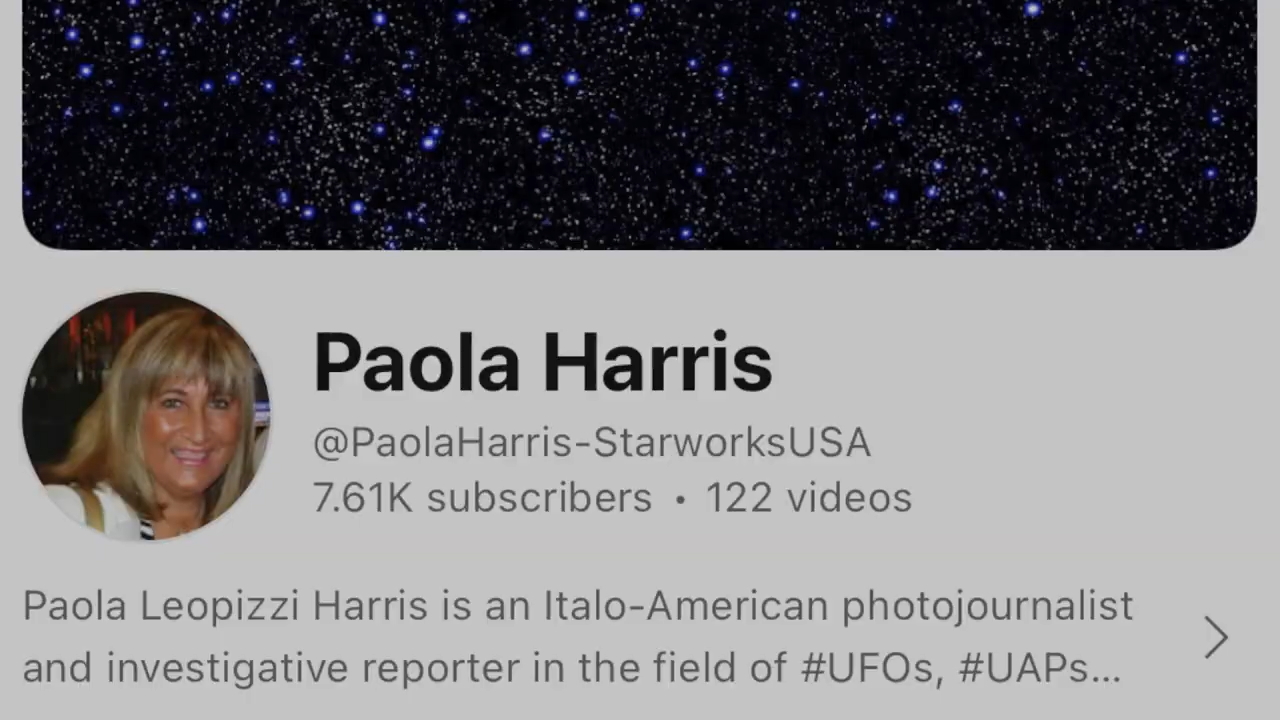 Paola Harris
@PaolaHarris-StarworksUSA
7.61K subscribers • 122 videos
Paola Leopizzi Harris is an Italo-American photojournalist
and investigative reporter in the field of #UFOs, #UAPs...